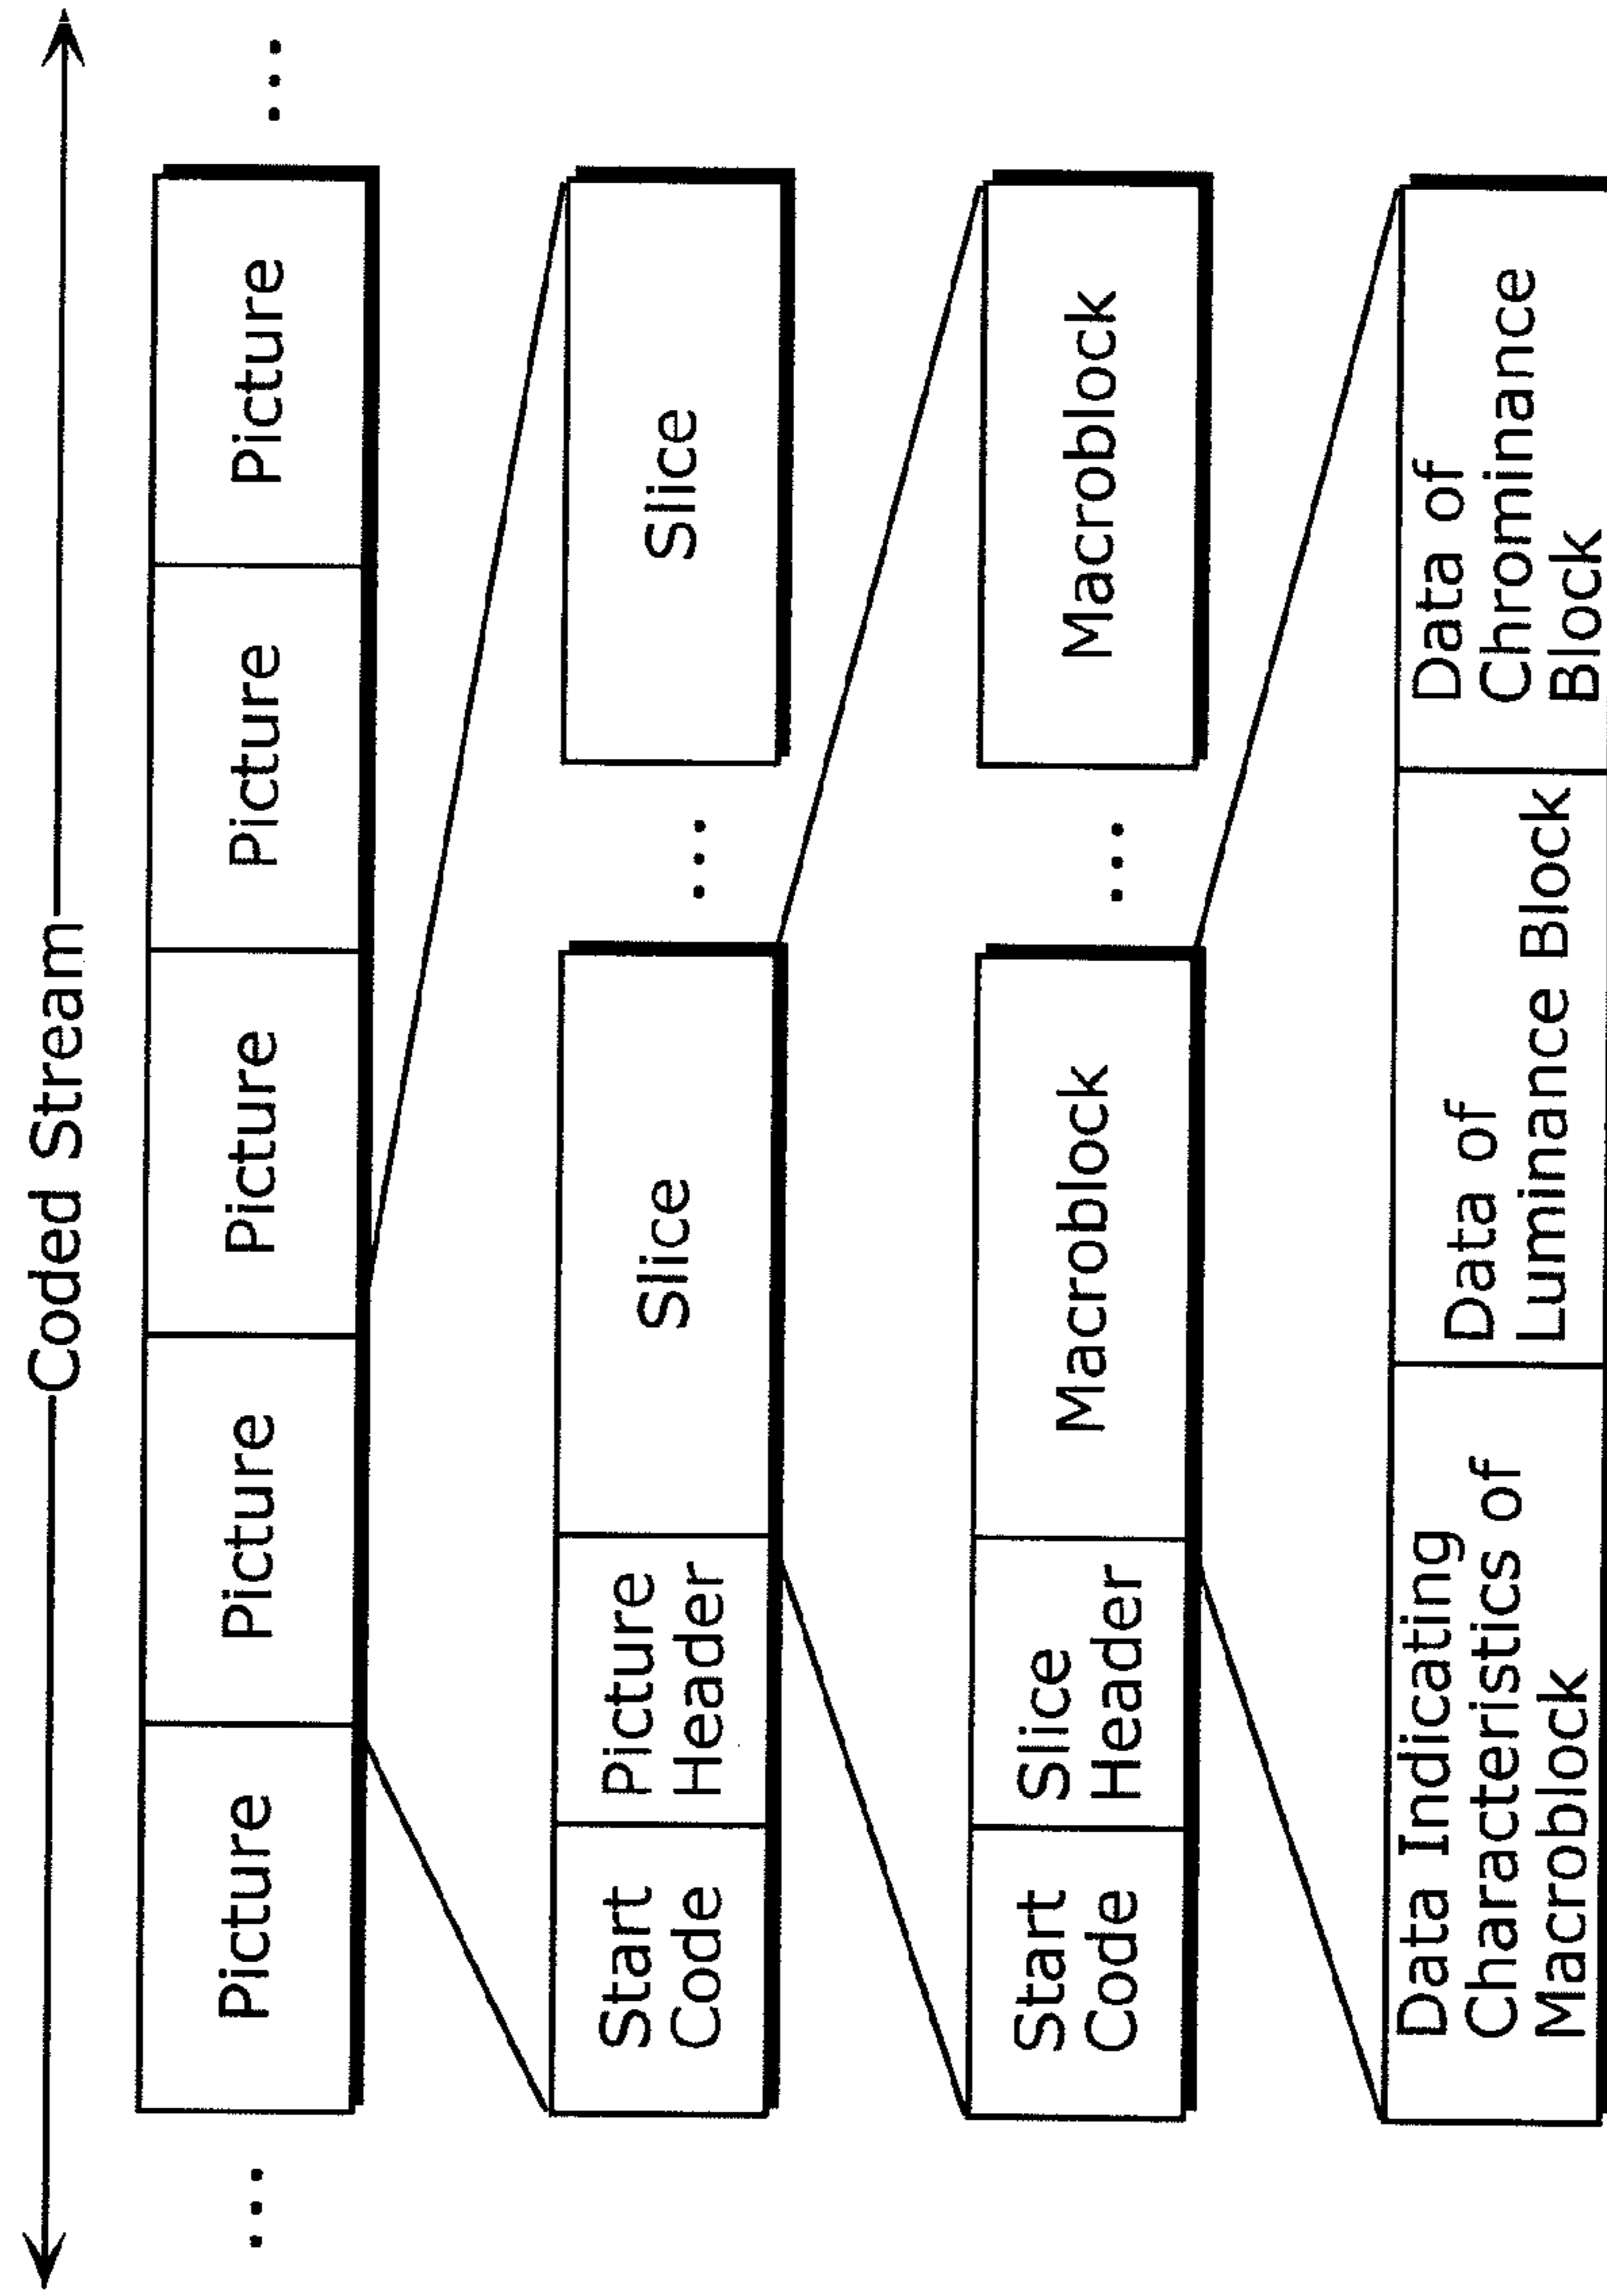 Coded Stream
...
Picture
Picture
Picture
Picture
Picture
...
Start
Code
Picture
Header
Slice
...
Slice
Start
Code
Slice
Header
Macroblock
...
Macroblock
Data Indicating
Characteristics of
Macroblock
Data of
Luminance Block
Data of
Chrominance
Block